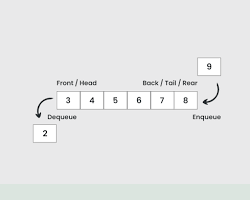 9
Front / Head Back / Tail / Rear
3 4 5 6 7 8
Dequeue Enqueue
2